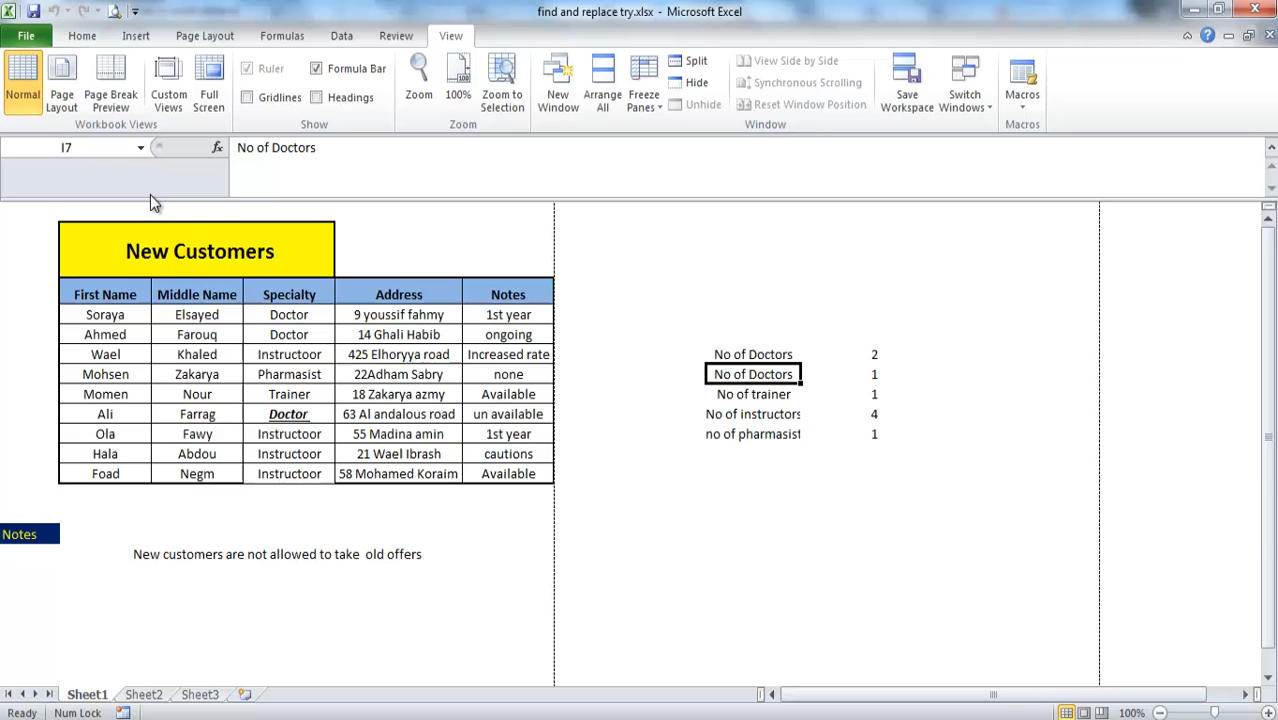 find and replace try.xlsx - Microsoft Excel
File Home Insert Page Layout Formulas Data Review View
Normal Page Layout Page Break Preview Custom Views Full Screen
Workbook Views
Ruler Formula Bar
Gridlines Headings
Show
Zoom 100% Zoom to Selection
Zoom
New Window Arrange All Freeze Panes
Split
Hide
Unhide
View Side by Side
Synchronous Scrolling
Reset Window Position
Save Workspace Switch Windows
Window
Macros
Macros
I7 fx No of Doctors
New Customers
First Name Middle Name Specialty Address Notes
Soraya Elsayed Doctor 9 youssif fahmy 1st year
Ahmed Farouq Doctor 14 Ghali Habib ongoing
Wael Khaled Instructoor 425 Elhoryya road Increased rate No of Doctors 2
Mohsen Zakarya Pharmasist 22Adham Sabry none No of Doctors 1
Momen Nour Trainer 18 Zakarya azmy Available No of trainer 1
Ali Farrag Doctor 63 Al andalous road un available No of instructors 4
Ola Fawy Instructoor 55 Madina amin 1st year no of pharmasist 1
Hala Abdou Instructoor 21 Wael Ibrash cautions
Foad Negm Instructoor 58 Mohamed Koraim Available
Notes
New customers are not allowed to take old offers
Sheet1 Sheet2 Sheet3
Ready Num Lock 100%